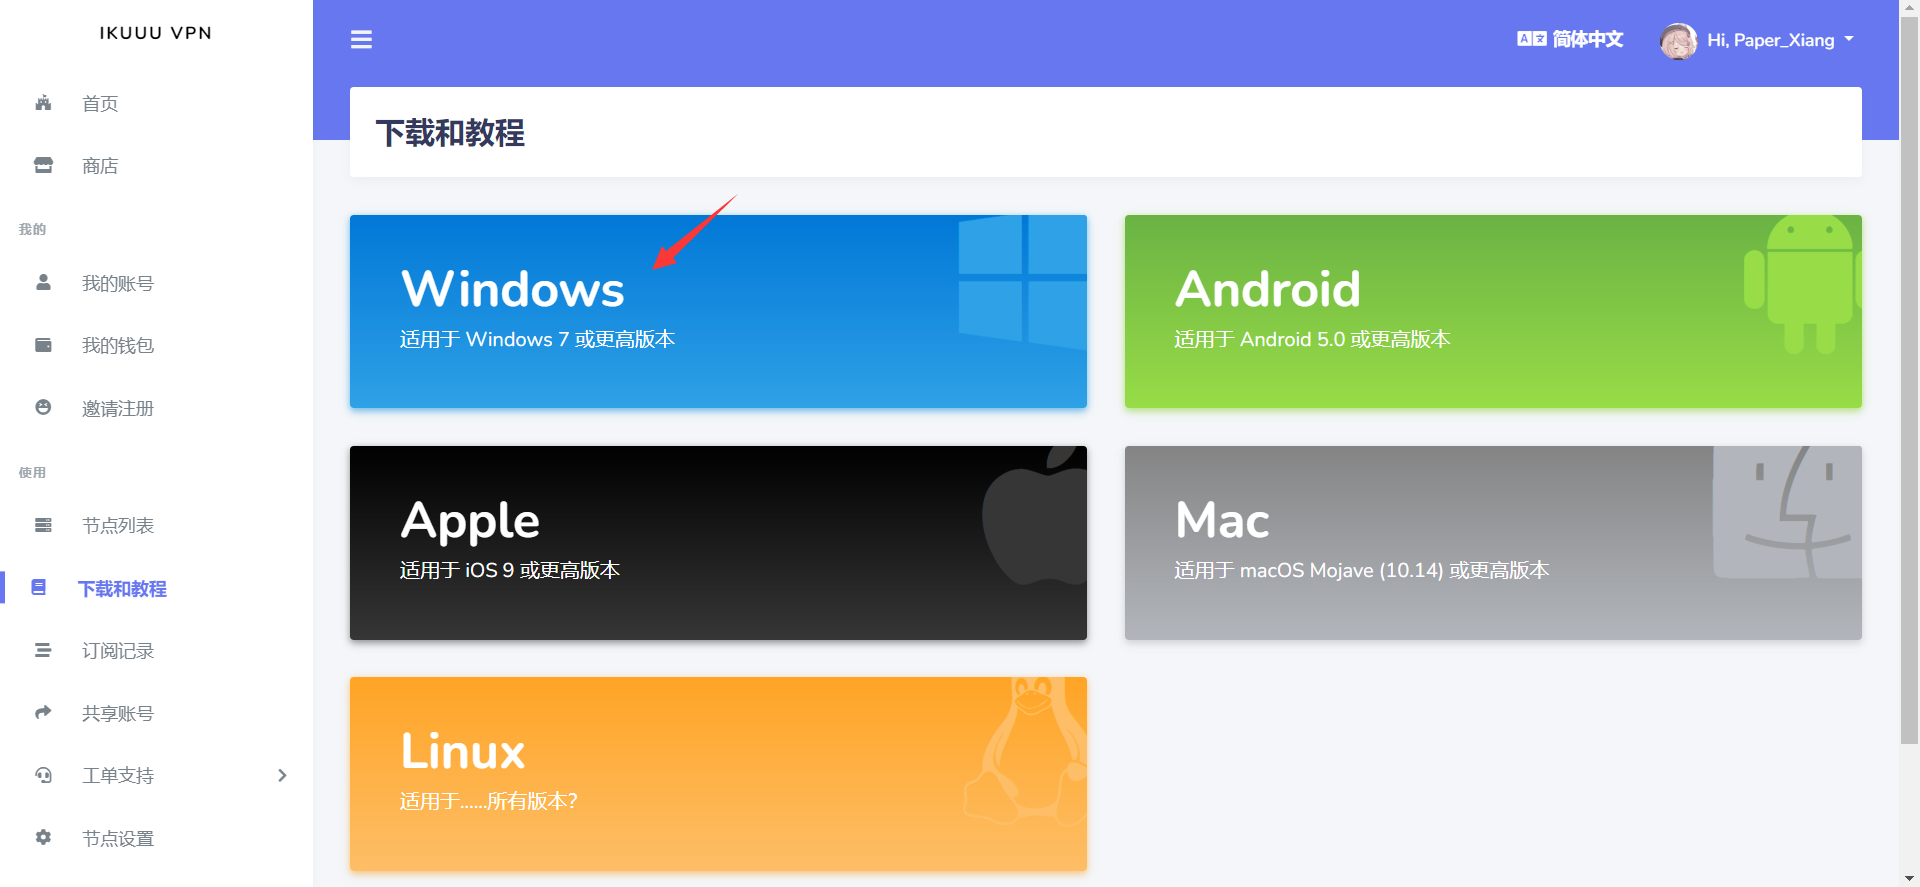 IKUUU VPN
首页
商店
我的
我的账号
我的钱包
邀请注册
使用
节点列表
下载和教程
订阅记录
共享账号
工单支持
节点设置
简体中文
Hi, Paper_Xiang
下载和教程
Windows
适用于 Windows 7 或更高版本
Android
适用于 Android 5.0 或更高版本
Apple
适用于 iOS 9 或更高版本
Mac
适用于 macOS Mojave (10.14) 或更高版本
Linux
适用于......所有版本?